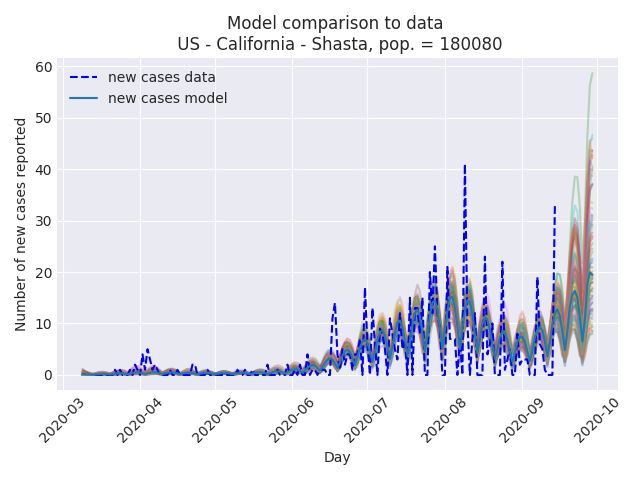 Model comparison to data
US - California - Shasta, pop. = 180080
new cases data
new cases model
Number of new cases reported
60
50
40
30
20
10
0
2020-03
2020-04
2020-05
2020-06
2020-07
2020-08
2020-09
2020-10
Day